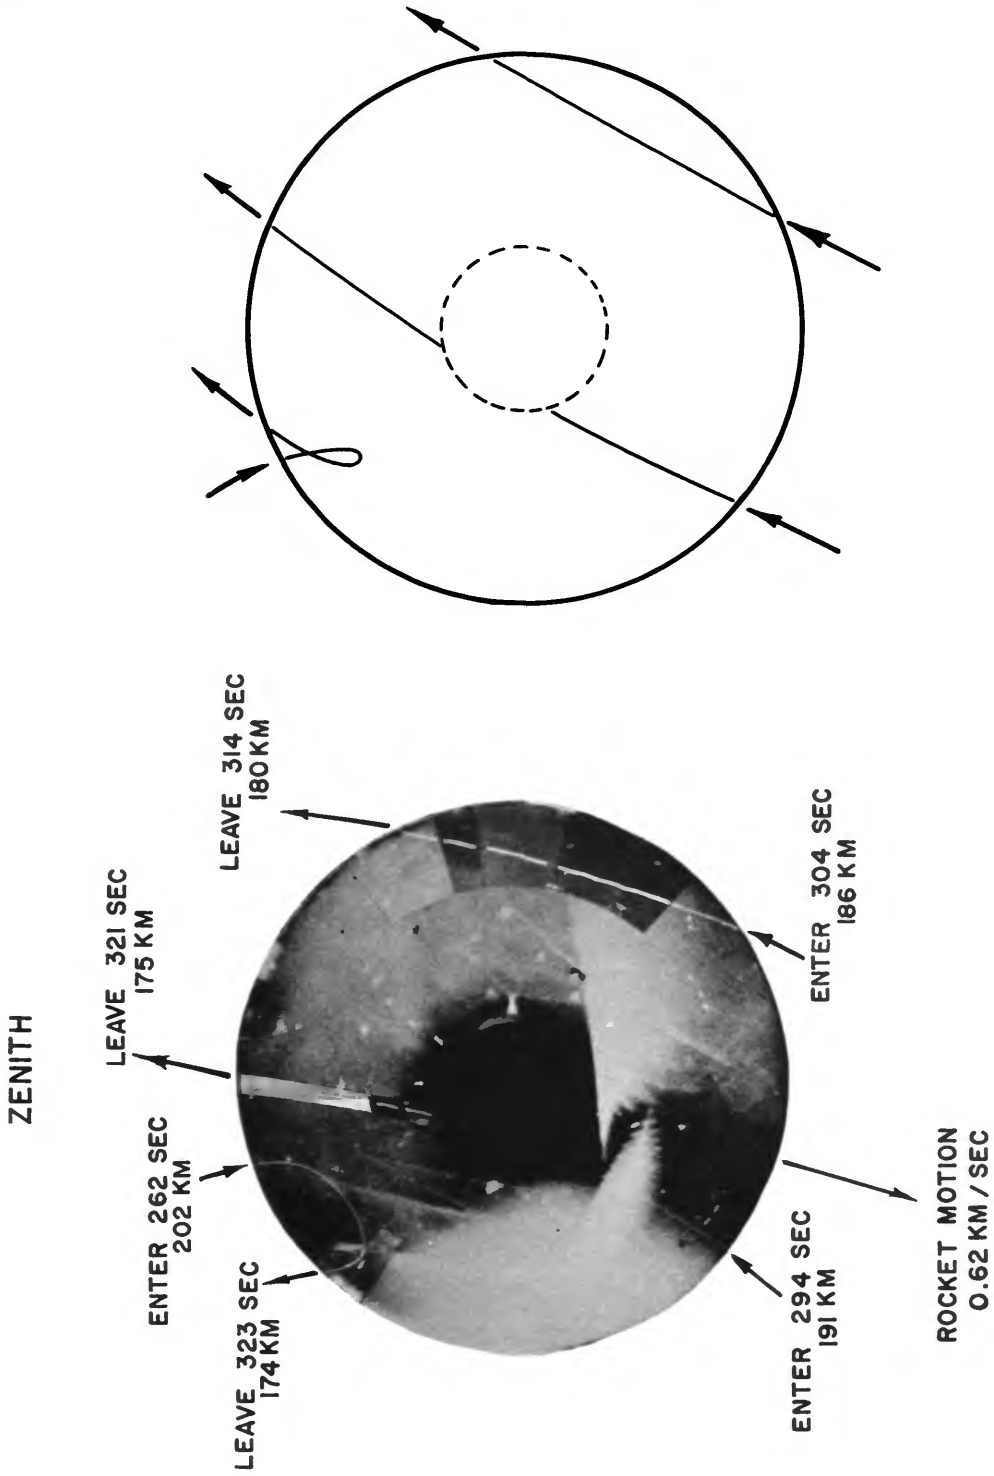 ZENITH
LEAVE 321 SEC
175 KM
LEAVE 314 SEC
180 KM
ENTER 262 SEC
202 KM
LEAVE 323 SEC
174 KM
ENTER 304 SEC
186 KM
ENTER 294 SEC
191 KM
ROCKET MOTION
0.62 KM / SEC